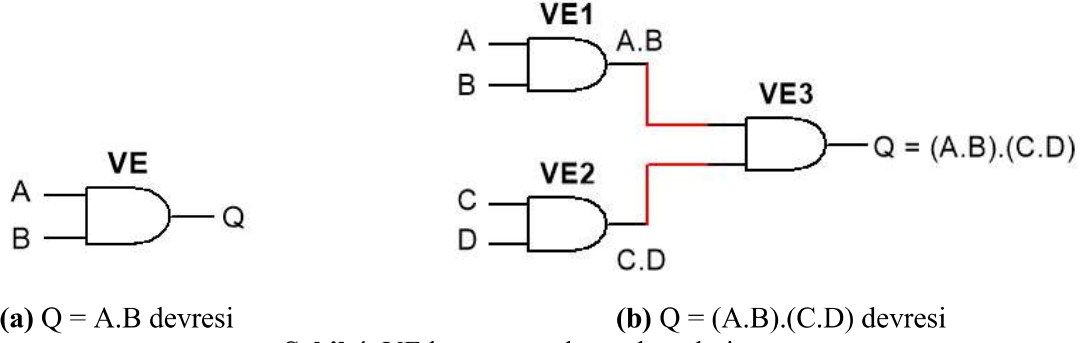 VE
A
B
Q
VE1
A
B
A.B
VE2
C
D
C.D
VE3
Q = (A.B).(C.D)
(a) Q = A.B devresi
(b) Q = (A.B).(C.D) devresi